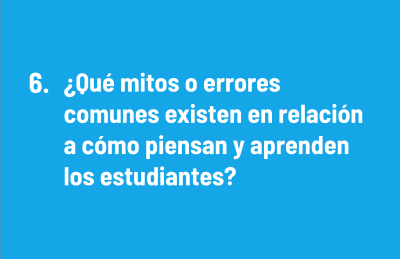 6. ¿Qué mitos o errores
comunes existen en relación
a cómo piensan y aprenden
los estudiantes?